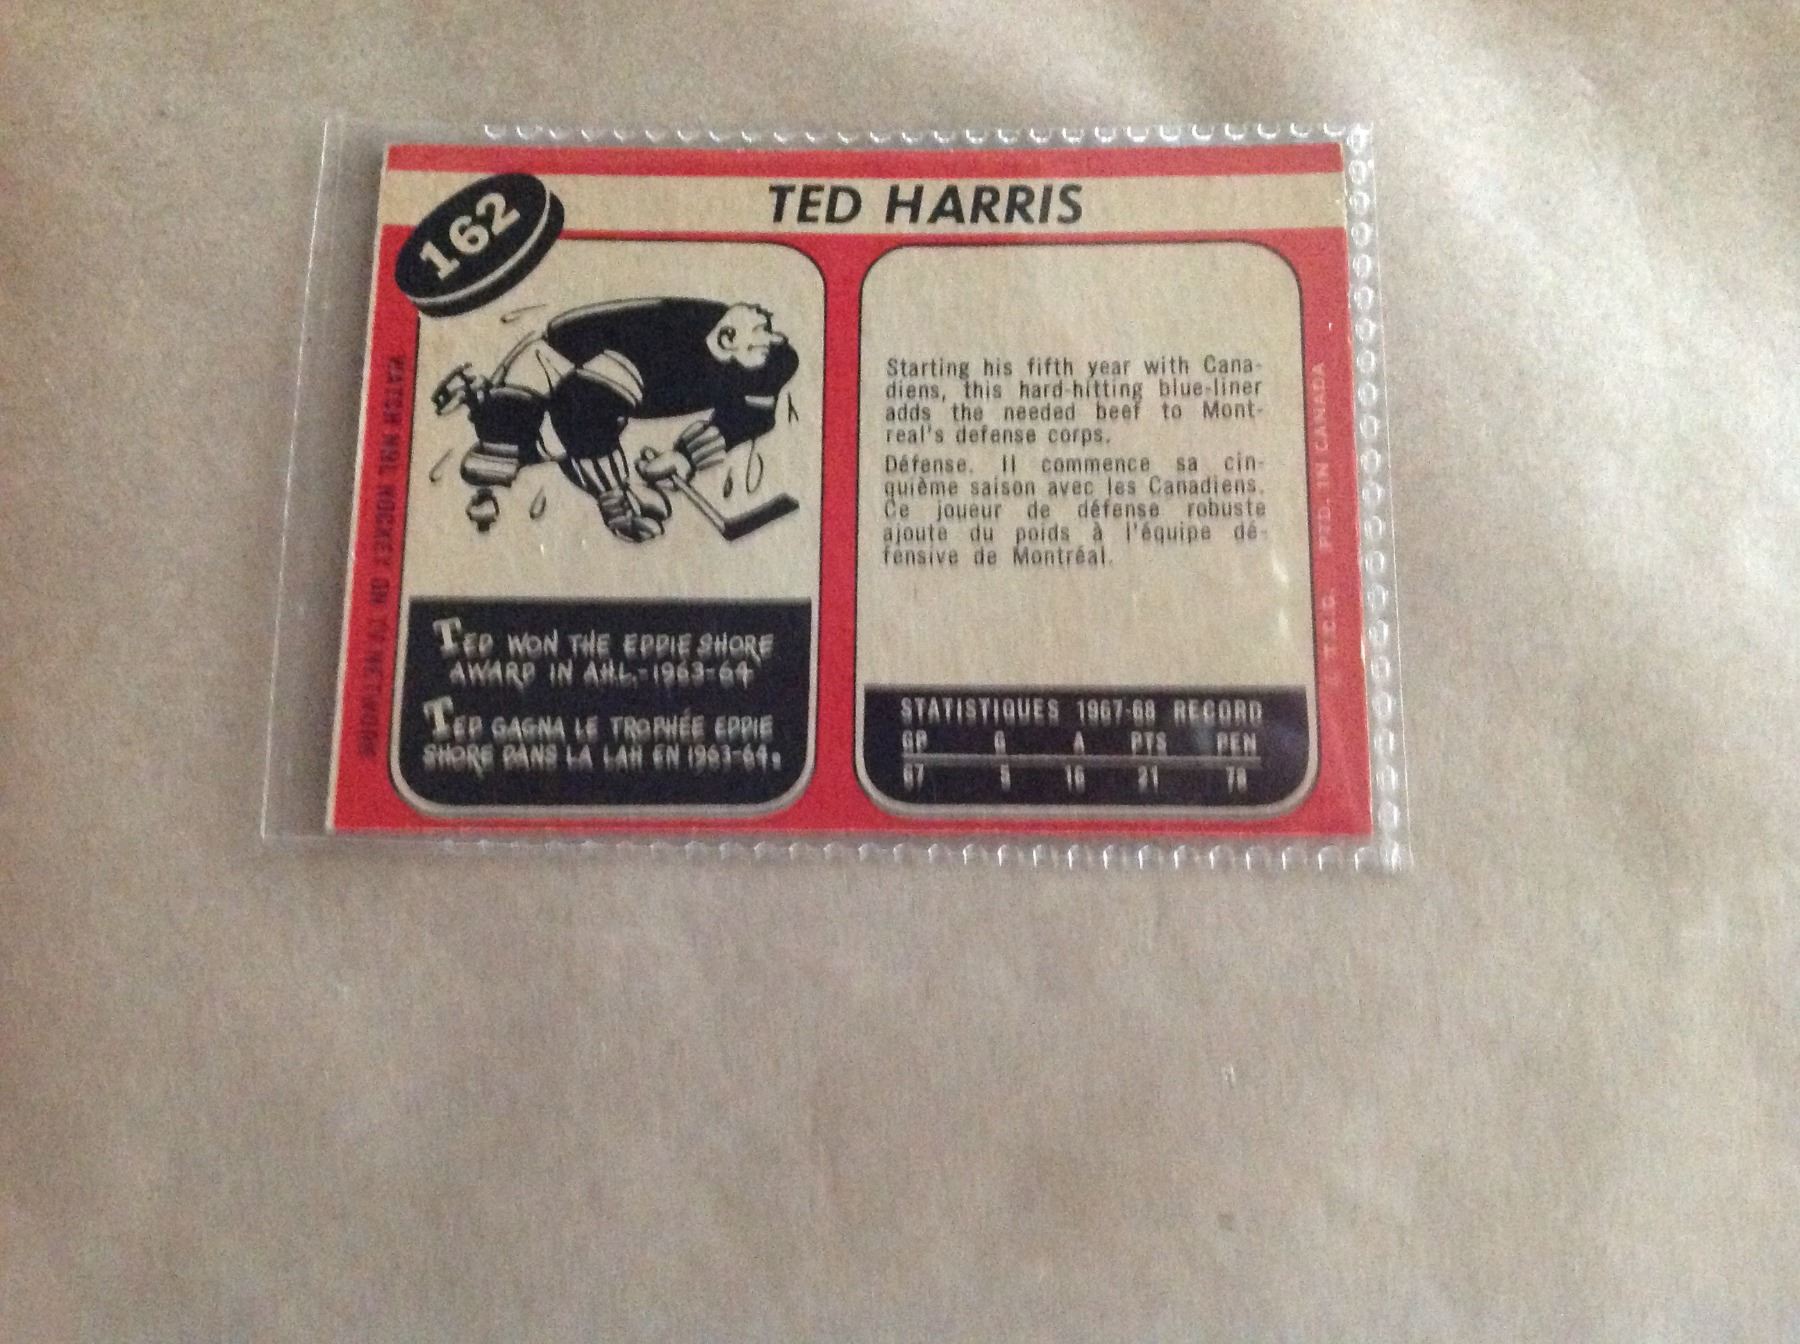 162
TED HARRIS
TED WON THE EDDIE SHORE
AWARD IN AHL.-1963-64
TED GAGNA LE TROPHÉE EDDIE
SHORE DANS LA LAH EN 1963-64.
Starting his fifth year with Cana-
diens, this hard-hitting blue-liner
adds the needed beef to Mont-
real's defense corps.
Défense. Il commence sa cin-
quième saison avec les Canadiens.
Ce joueur de défense robuste
ajoute du poids à l'équipe dé-
fensive de Montréal.
STATISTIQUES 1967-68 RECORD
GP G A PTS PEN
67 5 16 21 78
WATCH NHL HOCKEY ON TV NETWORK
T.C.G. PTD. IN CANADA